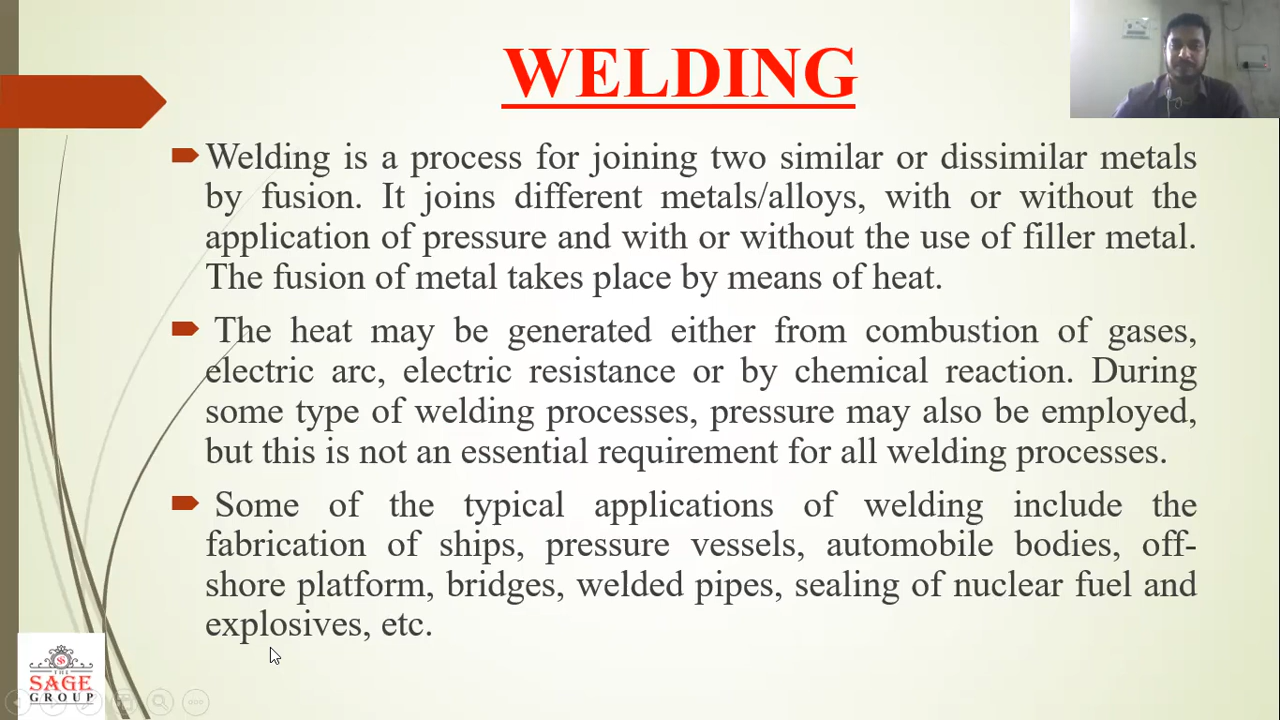 WELDING
Welding is a process for joining two similar or dissimilar metals
by fusion. It joins different metals/alloys, with or without the
application of pressure and with or without the use of filler metal.
The fusion of metal takes place by means of heat.
The heat may be generated either from combustion of gases,
electric arc, electric resistance or by chemical reaction. During
some type of welding processes, pressure may also be employed,
but this is not an essential requirement for all welding processes.
Some of the typical applications of welding include the
fabrication of ships, pressure vessels, automobile bodies, off-
shore platform, bridges, welded pipes, sealing of nuclear fuel and
explosives, etc.
THE
SAGE
GROUP